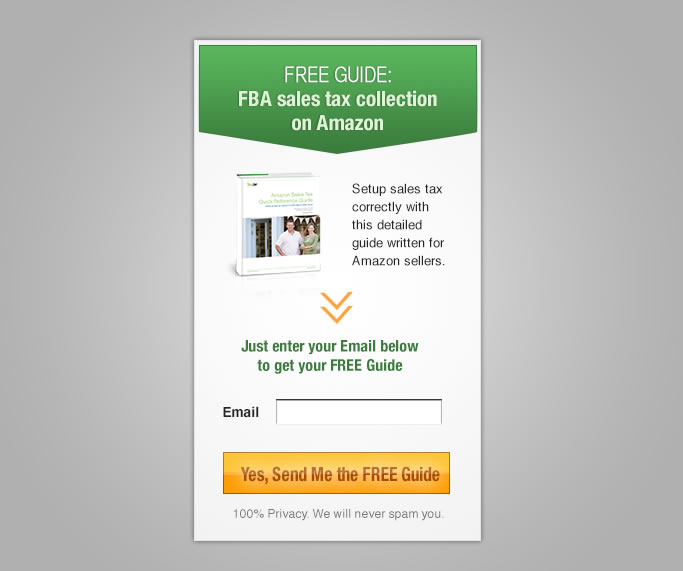 FREE GUIDE:
FBA sales tax collection
on Amazon
Amazon Sales Tax
Quick Reference Guide
Setup sales tax
correctly with
this detailed
guide written for
Amazon sellers.
Just enter your Email below
to get your FREE Guide
Email
Yes, Send Me the FREE Guide
100% Privacy. We will never spam you.